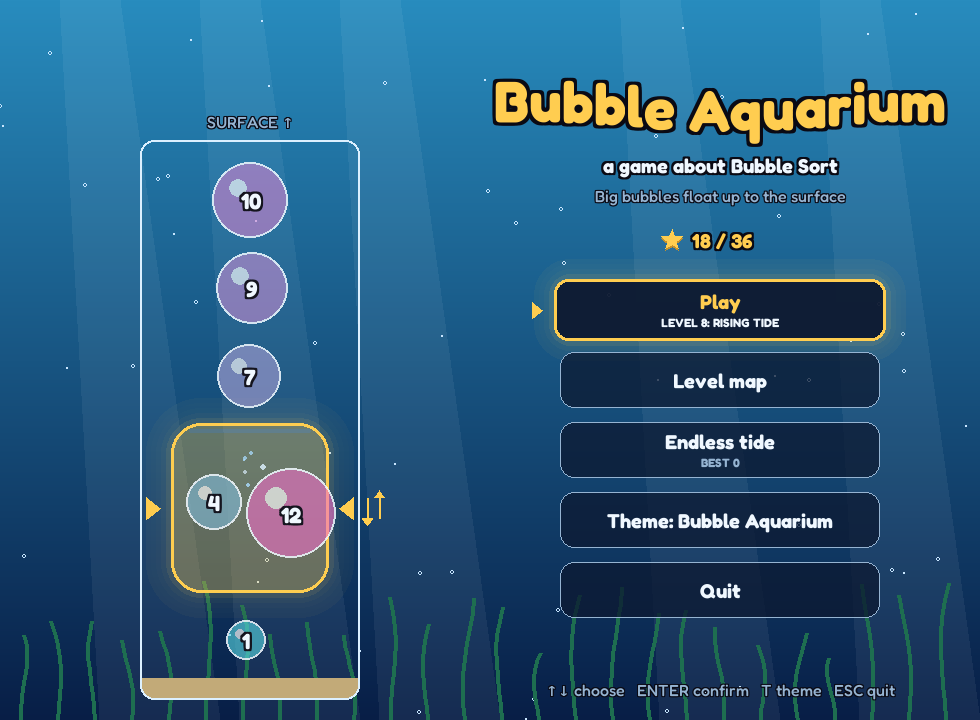 SURFACE ↑
10
9
7
4
12
1
Bubble Aquarium
a game about Bubble Sort
Big bubbles float up to the surface
18 / 36
Play
LEVEL 8: RISING TIDE
Level map
Endless tide
BEST 0
Theme: Bubble Aquarium
Quit
↑↓ choose ENTER confirm T theme ESC quit